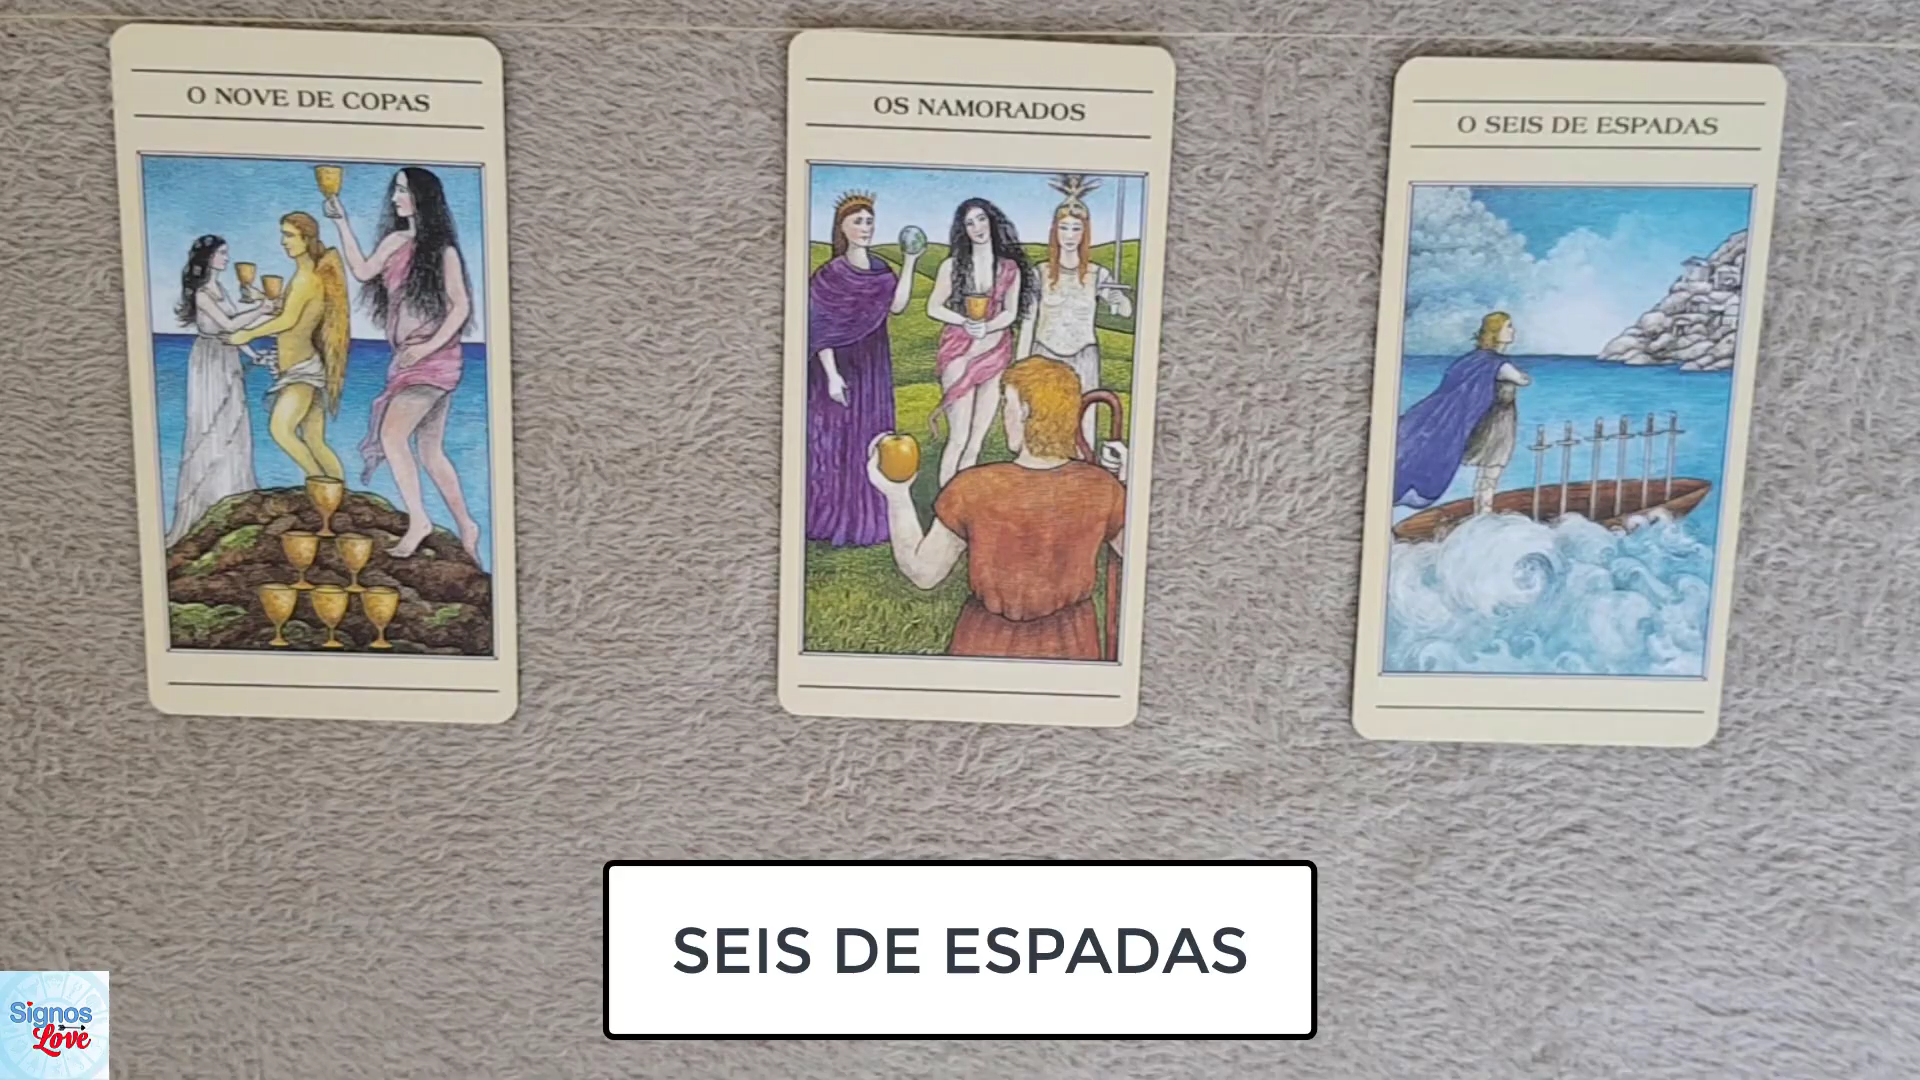 O NOVE DE COPAS
OS NAMORADOS
O SEIS DE ESPADAS
SEIS DE ESPADAS
Signos
Love